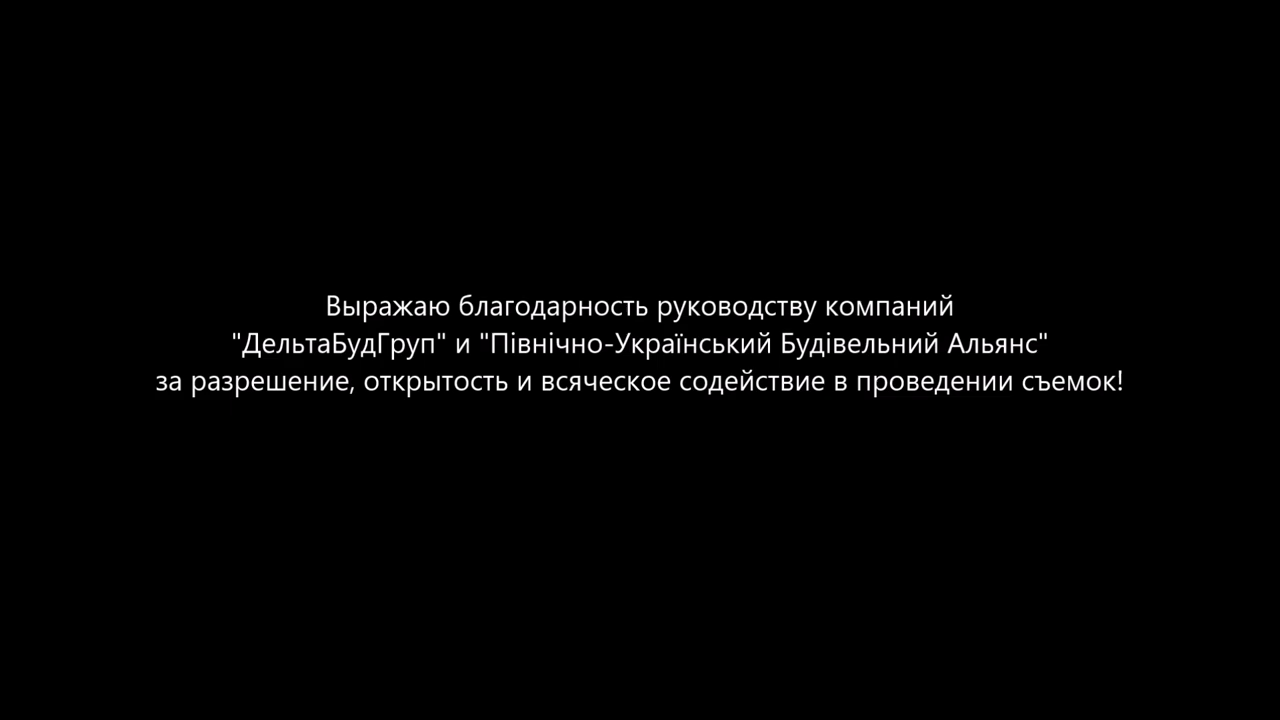 Выражаю благодарность руководству компаний
"ДельтаБудГруп" и "Північно-Український Будівельний Альянс"
за разрешение, открытость и всяческое содействие в проведении съемок!